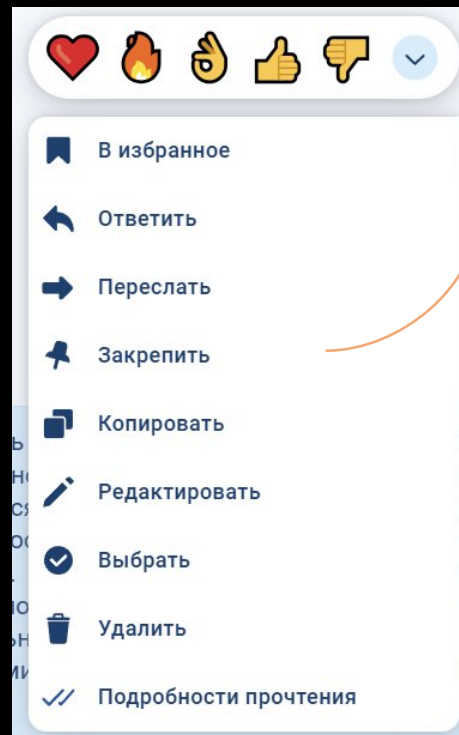 В избранное
Ответить
Переслать
Закрепить
Копировать
Редактировать
Выбрать
Удалить
Подробности прочтения